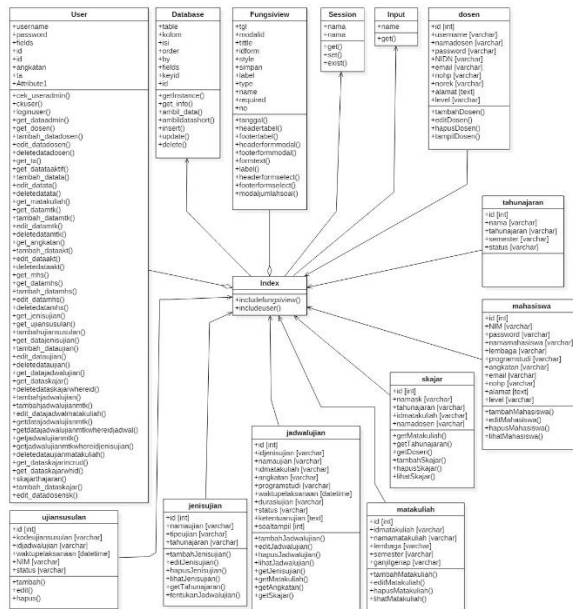 User
+username
+password
+fields
+id
+id
+angkatan
+ta
+Attribute1
+cek_useradmin()
+ckuser()
+loginuser()
+get_dataadmin()
+get_dosen()
+tambah_datadosen()
+edit_datadosen()
+deletedatadosen()
+get_ta()
+get_dataaktif()
+tambah_datata()
+edit_datata()
+deletedatata()
+get_matakuliah()
+get_datamtk()
+tambah_datamtk()
+edit_datamtk()
+deletedatamtk()
+get_angkatan()
+tambah_dataakt()
+edit_dataakt()
+deletedataakt()
+get_mhs()
+get_datamhs()
+tambah_datamhs()
+edit_datamhs()
+deletedatamhs()
+get_jenisujian()
+get_ujiansusulan()
+tambahujiansusulan()
+get_datajenisujian()
+tambah_dataujian()
+edit_dataujian()
+deletedataujian()
+get_datajadwalujian()
+get_dataskajar()
+deletedataskajarwhereid()
+tambahjadwalujian()
+tambahjadwalujianmtk()
+edit_datajadwalmatakuliah()
+getdatajadwalujianmtk()
+getdatajadwalujianmtkwhereidjadwal()
+getjadwalujianmtk()
+getjadwalujianmtkwhereidjenisujian()
+deletedataujianmatakuliah()
+get_dataskajarincrud()
+get_dataskajarwhid()
+skajarthajaran()
+tambah_dataskajar()
+edit_datadosensk()
Database
+table
+kolom
+isi
+order
+by
+fields
+keyid
+id
+getInstance()
+get_info()
+ambil_data()
+ambildatashort()
+insert()
+update()
+delete()
Fungsiview
+tgl
+modalid
+tittle
+idform
+style
+simpan
+label
+type
+name
+required
+no
+tanggal()
+headertabel()
+footertabel()
+headerformmodal()
+footerformmodal()
+formtext()
+label()
+headerformselect()
+footerformselect()
+modaljumlahsoal()
Session
+nama
+nama
+get()
+set()
+exist()
Input
+name
+get()
dosen
+id [int]
+username [varchar]
+namadosen [varchar]
+password [varchar]
+NIDN [varchar]
+email [varchar]
+nohp [varchar]
+norek [varchar]
+alamat [text]
+level [varchar]
+tambahDosen()
+editDosen()
+hapusDosen()
+tampilDosen()
tahunajaran
+id [int]
+nama [varchar]
+tahunajaran [varchar]
+semester [varchar]
+status [varchar]
Index
+includefungsiview()
+includeuser()
mahasiswa
+id [int]
+NIM [varchar]
+password [varchar]
+namamahasiswa [varchar]
+lembaga [varchar]
+programstudi [varchar]
+angkatan [varchar]
+email [varchar]
+nohp [varchar]
+alamat [text]
+level [varchar]
+tambahMahasiswa()
+editMahasiswa()
+hapusMahasiswa()
+lihatMahasiswa()
skajar
+id [int]
+namask [varchar]
+tahunajaran [varchar]
+idmatakuliah [varchar]
+namadosen [varchar]
+getMatakuliah()
+getTahunajaran()
+getDosen()
+tambahSkajar()
+hapusSkajar()
+lihatSkajar()
jadwalujian
+id [int]
+idjenisujian [varchar]
+namaujian [varchar]
+idmatakuliah [varchar]
+angkatan [varchar]
+programstudi [varchar]
+waktupelaksanaan [datetime]
+durasiujian [varchar]
+status [varchar]
+ketentuanujian [text]
+soaltampil [int]
+tambahJadwalujian()
+editJadwalujian()
+hapusJadwalujian()
+lihatJadwalujian()
+getJenisujian()
+getMatakuliah()
+getAngkatan()
+getSkajar()
jenisujian
+id [int]
+namaujian [varchar]
+tipeujian [varchar]
+tahunajaran [varchar]
+tambahJenisujian()
+editJenisujian()
+hapusJenisujian()
+lihatJenisujian()
+getTahunajaran()
+tentukanJadwalujian()
matakuliah
+id [int]
+idmatakuliah [varchar]
+namamatakuliah [varchar]
+lembaga [varchar]
+semester [varchar]
+ganjilgenap [varchar]
+tambahMatakuliah()
+editMatakuliah()
+hapusMatakuliah()
+lihatMatakuliah()
ujiansusulan
+id [int]
+kodeujiansusulan [varchar]
+idjadwalujian [varchar]
+waktupelaksanaan [datetime]
+NIM [varchar]
+status [varchar]
+tambah()
+edit()
+hapus()